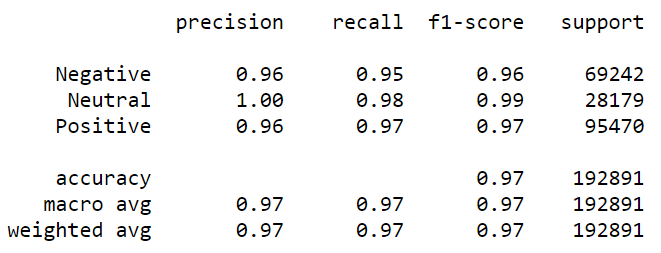 precision recall f1-score support
Negative 0.96 0.95 0.96 69242
Neutral 1.00 0.98 0.99 28179
Positive 0.96 0.97 0.97 95470
accuracy 0.97 192891
macro avg 0.97 0.97 0.97 192891
weighted avg 0.97 0.97 0.97 192891